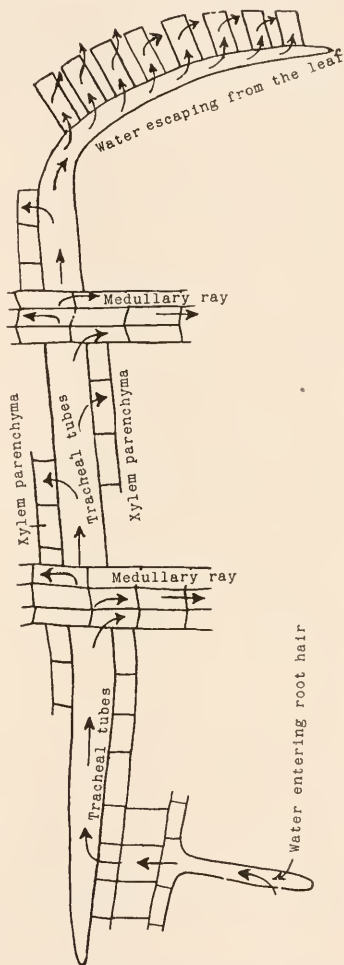 Water escaping from the leaf
Medullary ray
Xylem parenchyma
Tracheal tubes
Xylem parenchyma
Medullary ray
Tracheal tubes
Water entering root hair